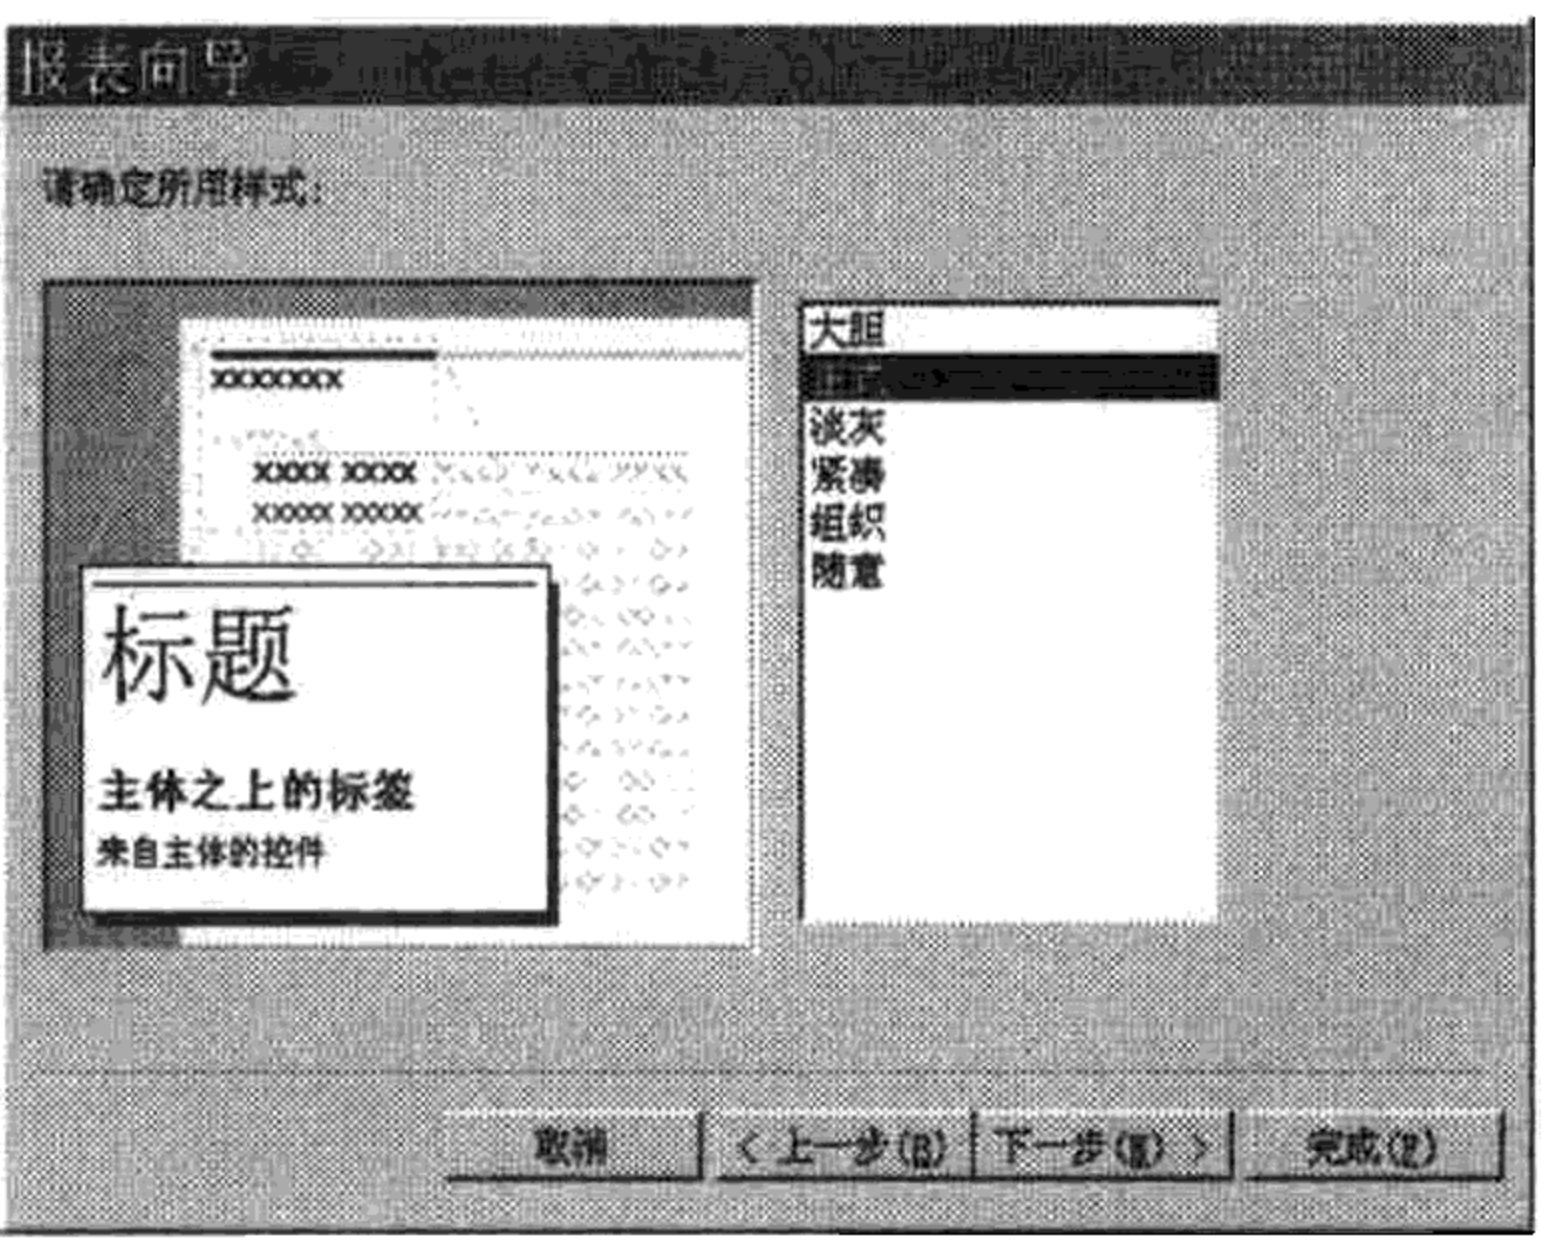 报表向导
请确定所用样式:
XXXXXXXX
XXXX XXXX
XXXXX XXXXX
标题
主体之上的标签
来自主体的控件
大胆
淡灰
紧凑
组织
随意
取消
< 上一步(B)
下一步(N) >
完成(F)